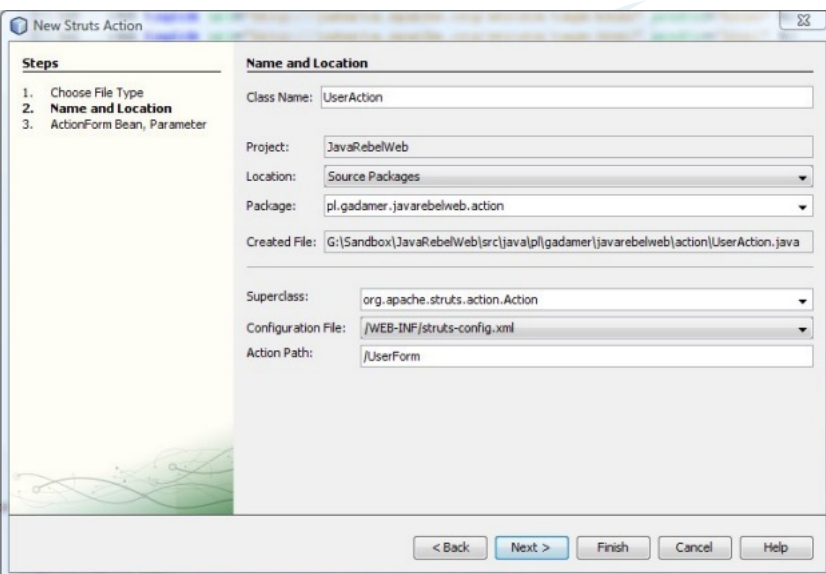 New Struts Action
Steps
1. Choose File Type
2. Name and Location
3. ActionForm Bean, Parameter
Name and Location
Class Name: UserAction
Project: JavaRebelWeb
Location: Source Packages
Package: pl.gadamer.javarebelweb.action
Created File: G:\Sandbox\JavaRebelWeb\src\java\pl\gadamer\javarebelweb\action\UserAction.java
Superclass: org.apache.struts.action.Action
Configuration File: /WEB-INF/struts-config.xml
Action Path: /UserForm
< Back Next > Finish Cancel Help